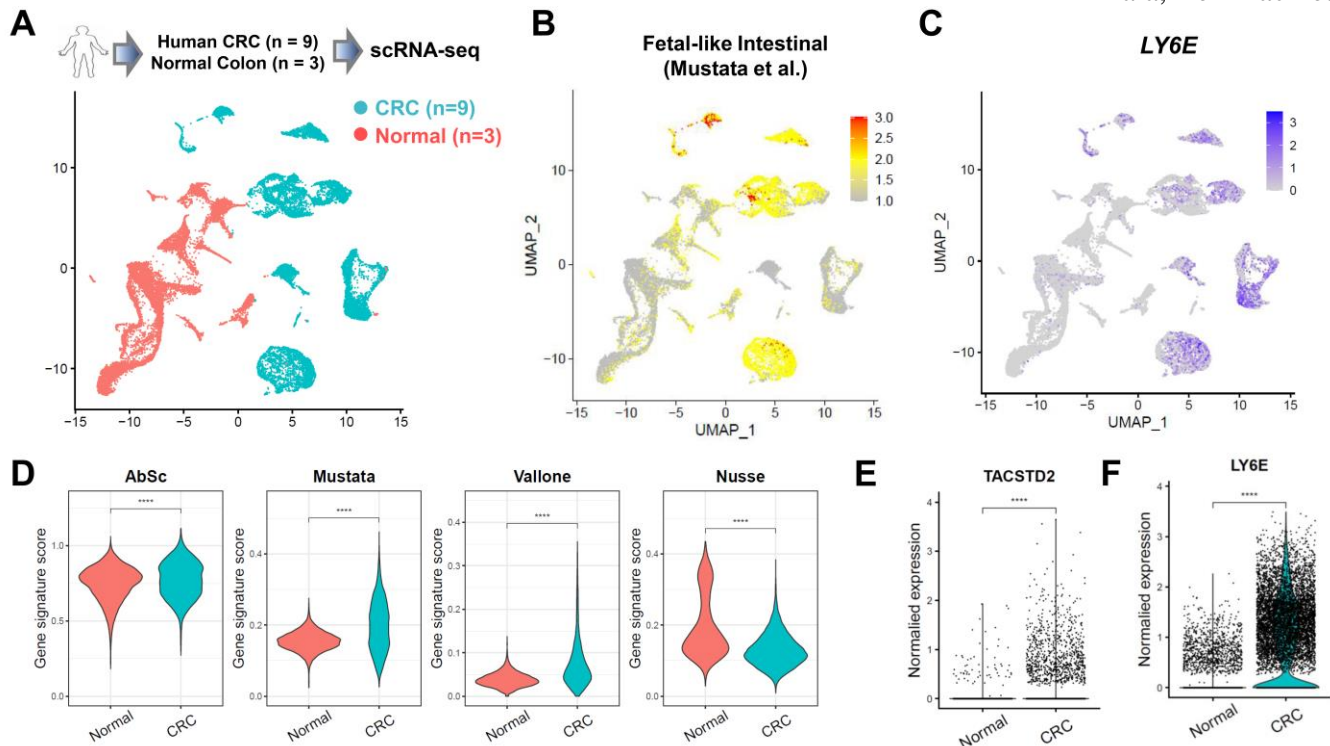 A
Human CRC (n = 9)
Normal Colon (n = 3)
scRNA-seq
CRC (n=9)
Normal (n=3)
10
0
−10
−15
−10
−5
0
5
10
15
B
Fetal-like Intestinal
(Mustata et al.)
3.0
2.5
2.0
1.5
1.0
UMAP_2
10
0
−10
−15
−10
−5
0
5
10
15
UMAP_1
C
LY6E
3
2
1
0
10
0
−10
−15
−10
−5
0
5
10
15
UMAP_1
D
AbSc
Gene signature score
1.0
0.5
0.0
****
Normal
CRC
Mustata
Gene signature score
0.4
0.2
0.0
****
Normal
CRC
Vallone
Gene signature score
0.4
0.3
0.2
0.1
0.0
****
Normal
CRC
Nusse
Gene signature score
0.4
0.2
0.0
****
Normal
CRC
E
TACSTD2
Normalied expression
4
3
2
1
0
****
Normal
CRC
F
LY6E
Normalied expression
4
3
2
1
0
****
Normal
CRC